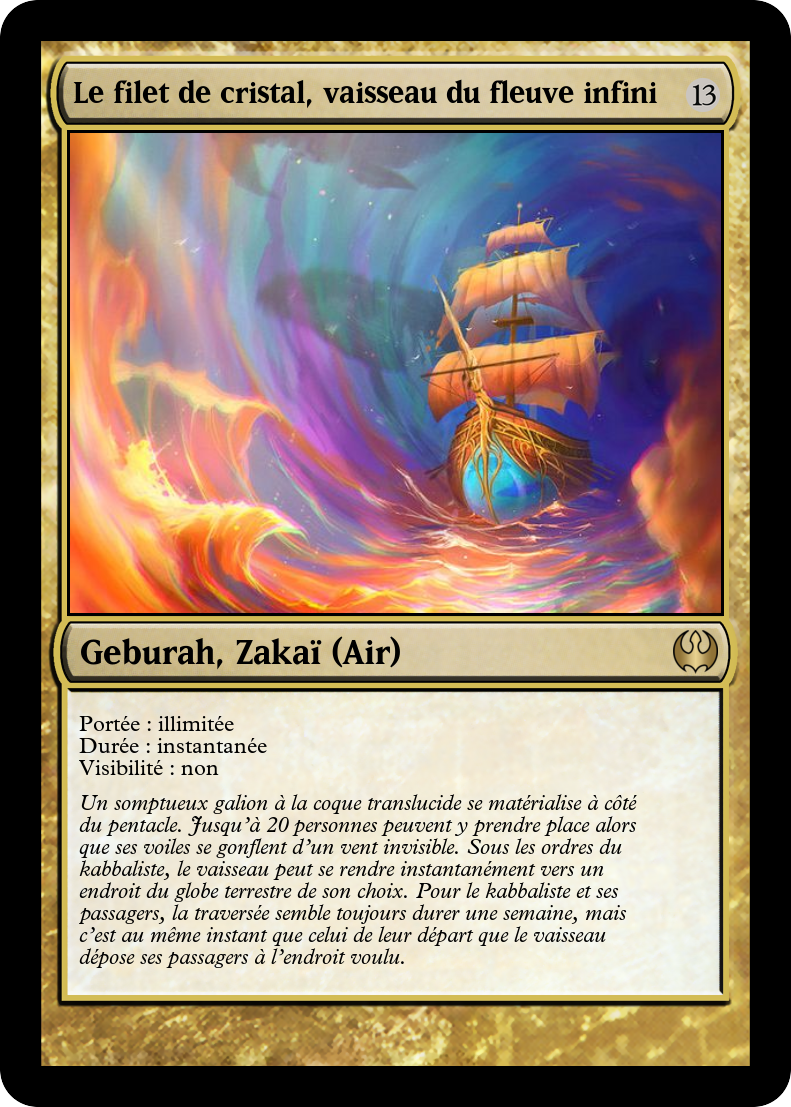 Le filet de cristal, vaisseau du fleuve infini 13
Geburah, Zakaï (Air)
Portée : illimitée
Durée : instantanée
Visibilité : non
Un somptueux galion à la coque translucide se matérialise à côté
du pentacle. Jusqu'à 20 personnes peuvent y prendre place alors
que ses voiles se gonflent d'un vent invisible. Sous les ordres du
kabbaliste, le vaisseau peut se rendre instantanément vers un
endroit du globe terrestre de son choix. Pour le kabbaliste et ses
passagers, la traversée semble toujours durer une semaine, mais
c'est au même instant que celui de leur départ que le vaisseau
dépose ses passagers à l'endroit voulu.